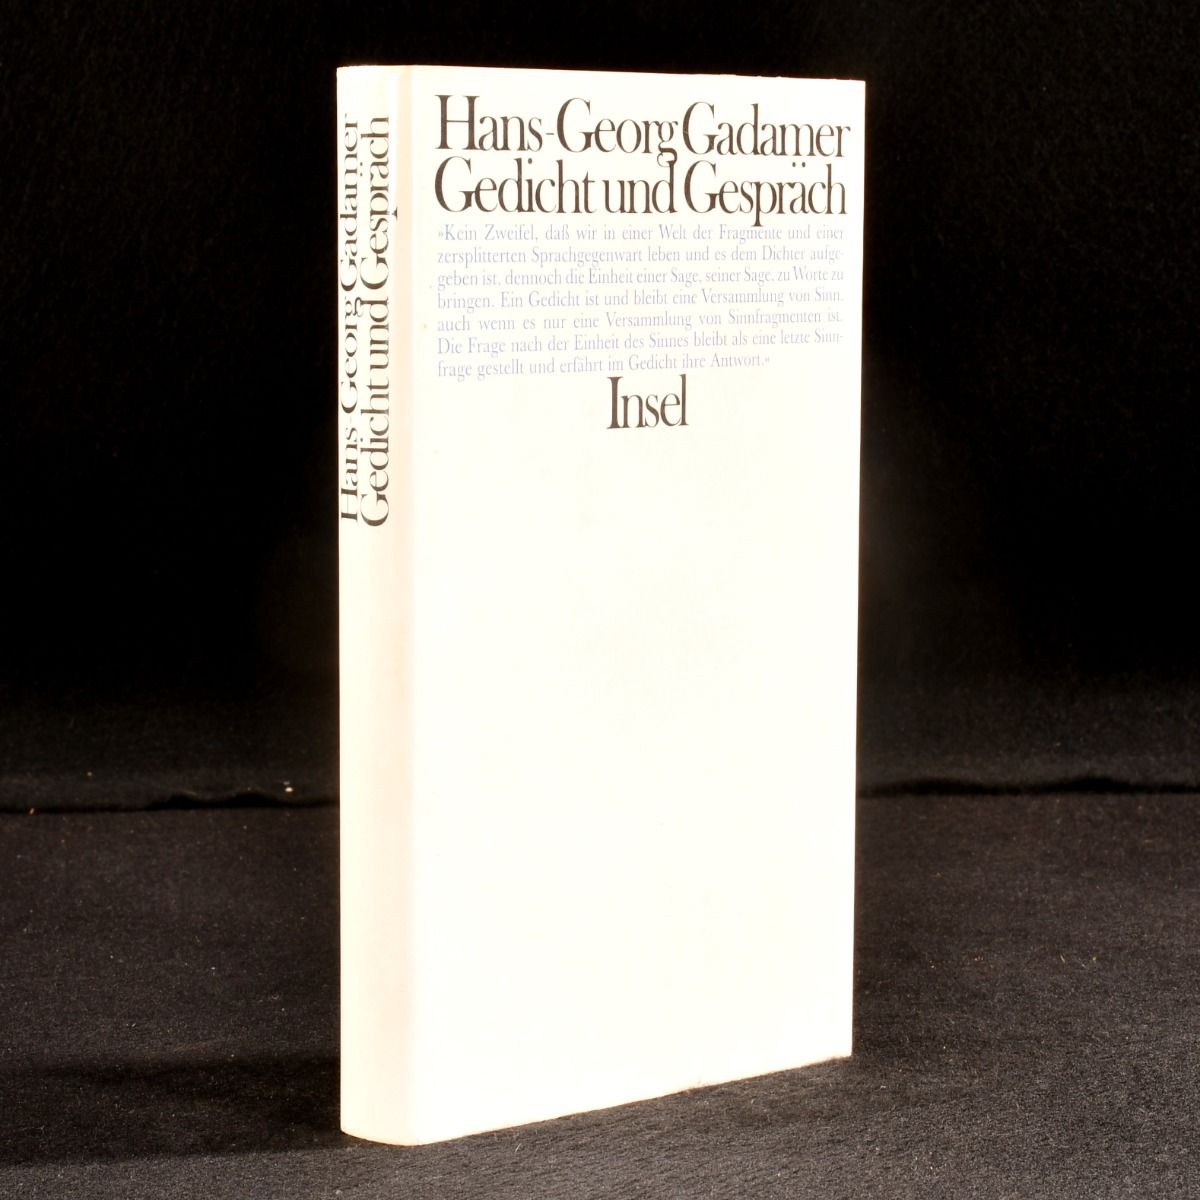 Hans-Georg Gadamer
Gedicht und Gespräch
Hans-Georg Gadamer
Gedicht und Gespräch
»Kein Zweifel, daß wir in einer Welt der Fragmente und einer
zersplitterten Sprachgegenwart leben und es dem Dichter aufge-
geben ist, dennoch die Einheit einer Sage, seiner Sage, zu Worte zu
bringen. Ein Gedicht ist und bleibt eine Versammlung von Sinn,
auch wenn es nur eine Versammlung von Sinnfragmenten ist.
Die Frage nach der Einheit des Sinnes bleibt als eine letzte Sinn-
frage gestellt und erfährt im Gedicht ihre Antwort.«
Insel